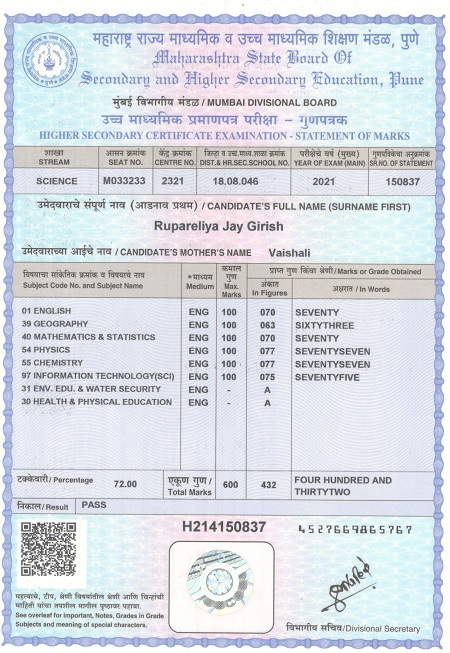 महाराष्ट्र राज्य माध्यमिक व उच्च माध्यमिक शिक्षण मंडळ, पुणे
Maharashtra State Board Of
Secondary and Higher Secondary Education, Pune
मुंबई विभागीय मंडळ / MUMBAI DIVISIONAL BOARD
उच्च माध्यमिक प्रमाणपत्र परीक्षा - गुणपत्रक
HIGHER SECONDARY CERTIFICATE EXAMINATION - STATEMENT OF MARKS
शाखा आसन क्रमांक केंद्र क्रमांक जिल्हा व उच्च.माध्य.शाळा क्रमांक परीक्षेचे वर्ष (मुख्य) गुणपत्रिकेचा अनुक्रमांक
STREAM SEAT NO. CENTRE NO. DIST.& HR.SEC.SCHOOL NO. YEAR OF EXAM (MAIN) SR.NO.OF STATEMENT
SCIENCE M033233 2321 18.08.046 2021 150837
उमेदवाराचे संपूर्ण नाव (आडनाव प्रथम) / CANDIDATE'S FULL NAME (SURNAME FIRST)
Rupareliya Jay Girish
उमेदवाराच्या आईचे नाव / CANDIDATE'S MOTHER'S NAME Vaishali
विषयाचा सांकेतिक क्रमांक व विषयाचे नाव
Subject Code No. and Subject Name
*माध्यम
Medium
कमाल
गुण
Max.
Marks
प्राप्त गुण किंवा श्रेणी/Marks or Grade Obtained
अंकात
In Figures
अक्षरात / In Words
01 ENGLISH ENG 100 070 SEVENTY
39 GEOGRAPHY ENG 100 063 SIXTYTHREE
40 MATHEMATICS & STATISTICS ENG 100 070 SEVENTY
54 PHYSICS ENG 100 077 SEVENTYSEVEN
55 CHEMISTRY ENG 100 077 SEVENTYSEVEN
97 INFORMATION TECHNOLOGY(SCI) ENG 100 075 SEVENTYFIVE
31 ENV. EDU. & WATER SECURITY ENG - A
30 HEALTH & PHYSICAL EDUCATION ENG - A
टक्केवारी / Percentage 72.00 एकूण गुण / Total Marks 600 432 FOUR HUNDRED AND THIRTYTWO
निकाल / Result PASS
H214150837
4527669865767
महत्वाचे, टीप, श्रेणी विषयांतील श्रेणी आणि चिन्हांची
माहिती यांचा तपशील मागील पृष्ठावर पहावा.
See overleaf for Important, Notes, Grades in Grade
Subjects and meaning of special characters.
विभागीय सचिव/Divisional Secretary